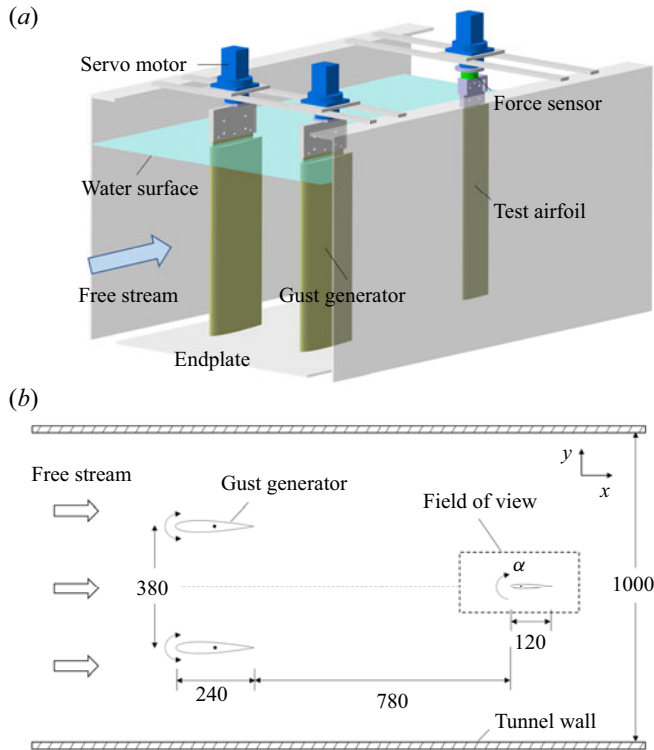 (a)
Servo motor
Force sensor
Water surface
Test airfoil
Free stream
Gust generator
Endplate
(b)
Free stream
Gust generator
y
x
Field of view
α
380
1000
120
240
780
Tunnel wall